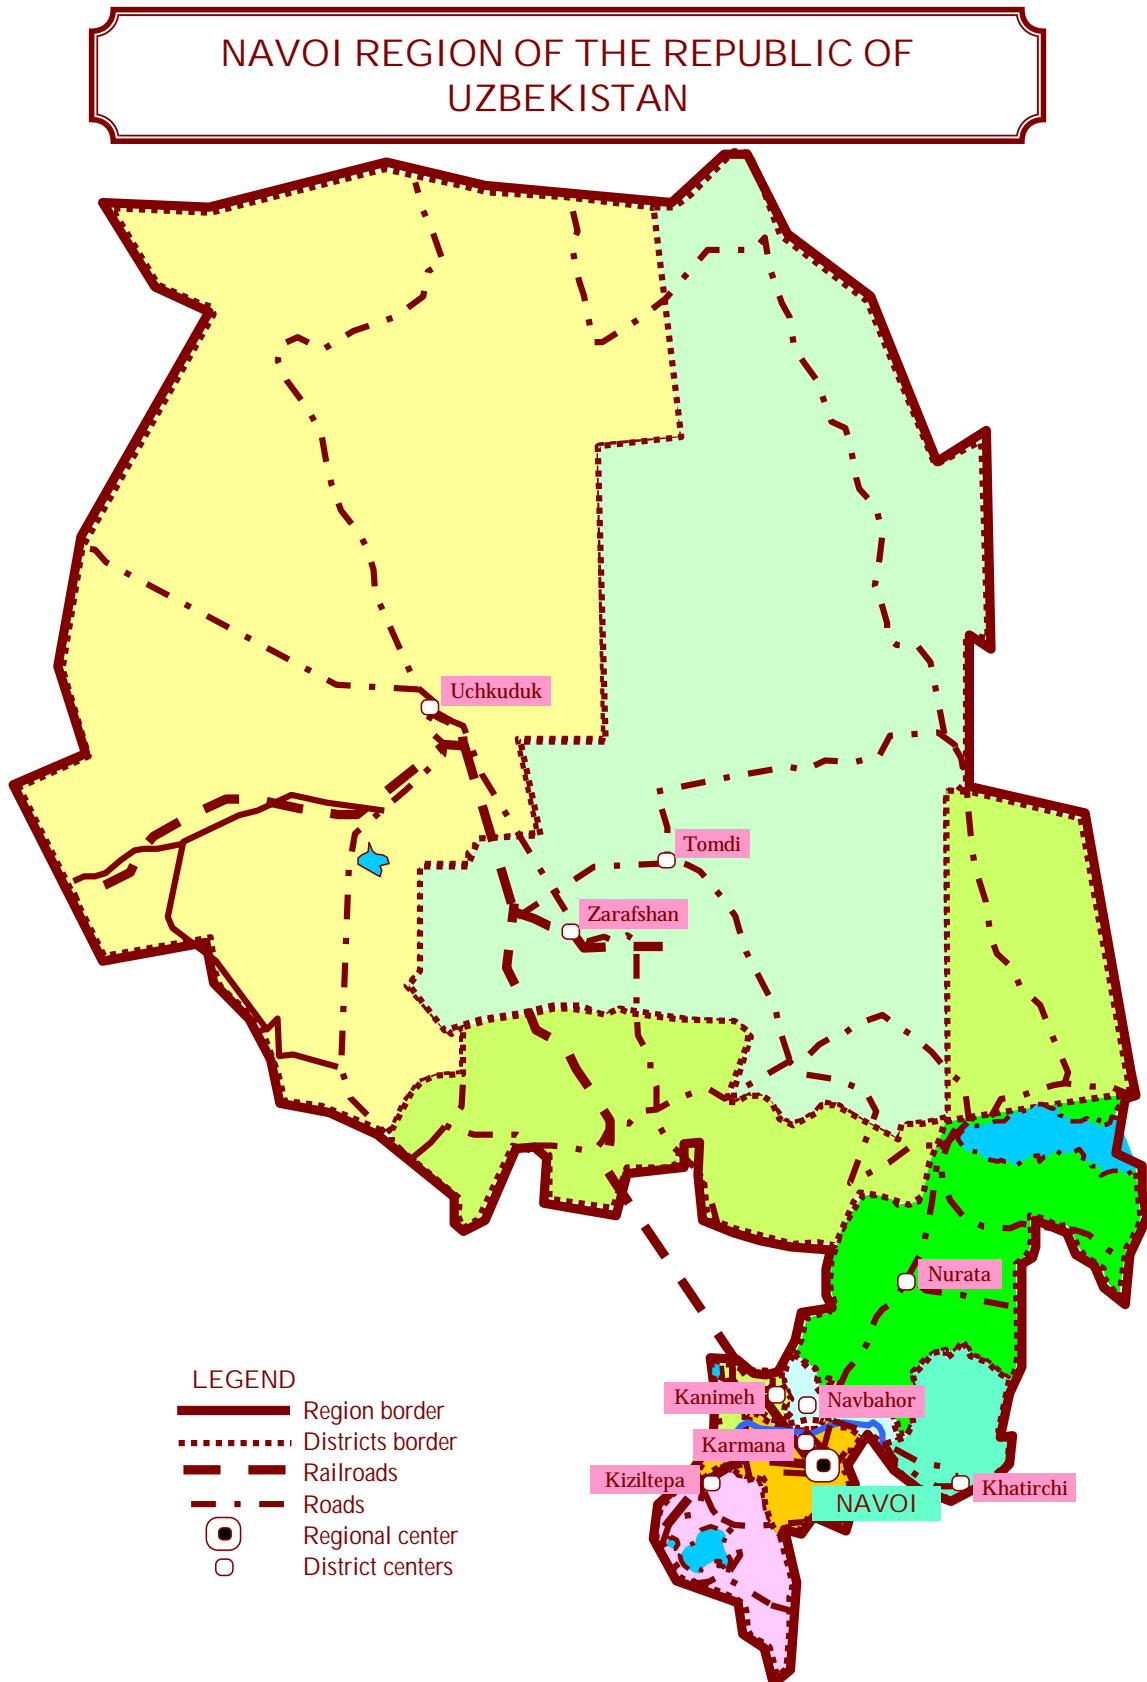 NAVOI REGION OF THE REPUBLIC OF
UZBEKISTAN
Uchkuduk
Tomdi
Zarafshan
Nurata
Kanimeh
Navbahor
Karmana
Kiziltepa
Khatirchi
NAVOI
LEGEND
Region border
Districts border
Railroads
Roads
Regional center
District centers